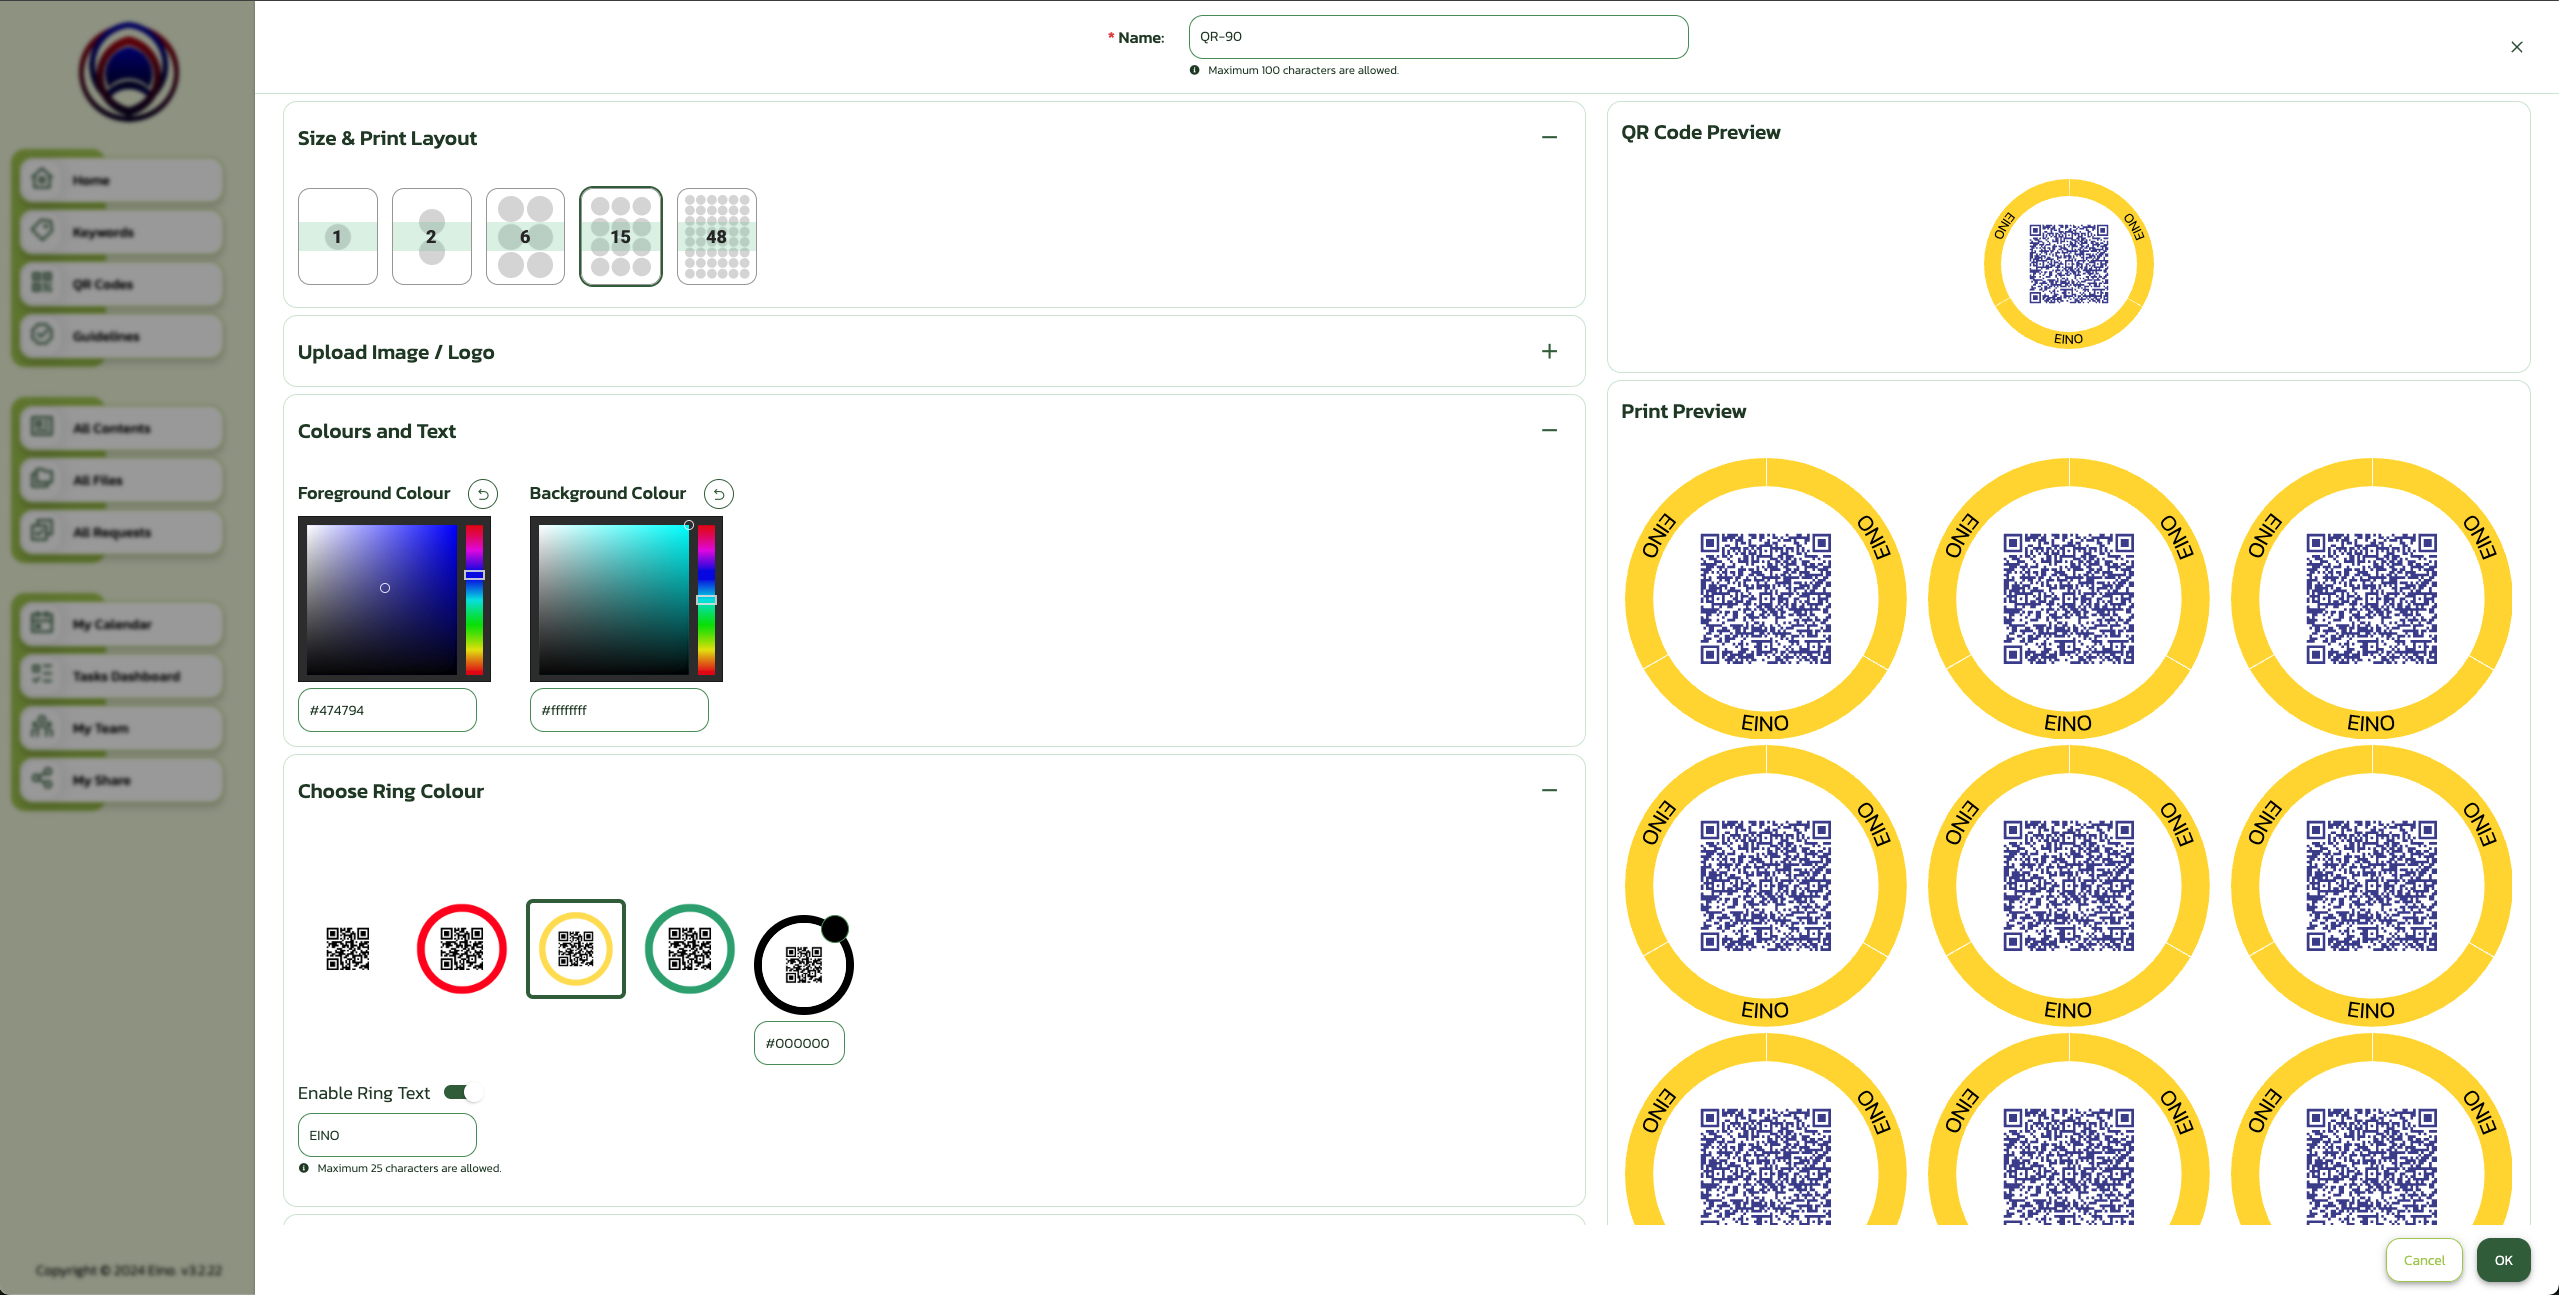 * Name:
QR-90
Maximum 100 characters are allowed.
Home
Keywords
QR Codes
Guidelines
All Contents
All Files
All Requests
My Calendar
Tasks Dashboard
My Team
My Share
Copyright © 2024 Eino. v3.2.22
Size & Print Layout
1
2
6
15
48
Upload Image / Logo
Colours and Text
Foreground Colour
Background Colour
#474794
#ffffffff
Choose Ring Colour
#000000
Enable Ring Text
EINO
Maximum 25 characters are allowed.
QR Code Preview
EINO
EINO
EINO
Print Preview
EINO EINO EINO EINO EINO EINO
EINO EINO EINO
EINO EINO EINO EINO EINO EINO
EINO EINO EINO
EINO EINO EINO EINO EINO EINO
Cancel
OK